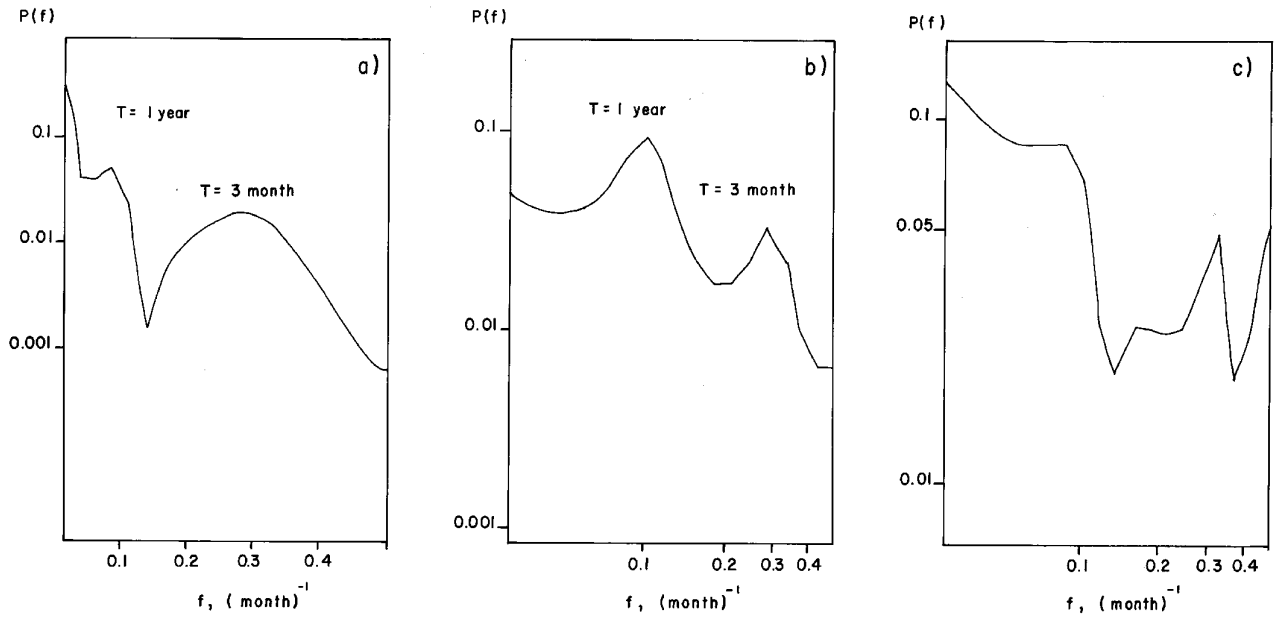 P(f)
a)
T= 1 year
T= 3 month
0.1
0.01
0.001
0.1 0.2 0.3 0.4
f, (month)⁻¹
P(f)
b)
T= 1 year
T= 3 month
0.1
0.01
0.001
0.1 0.2 0.3 0.4
f, (month)⁻¹
P(f)
c)
0.1
0.05
0.01
0.1 0.2 0.3 0.4
f, (month)⁻¹